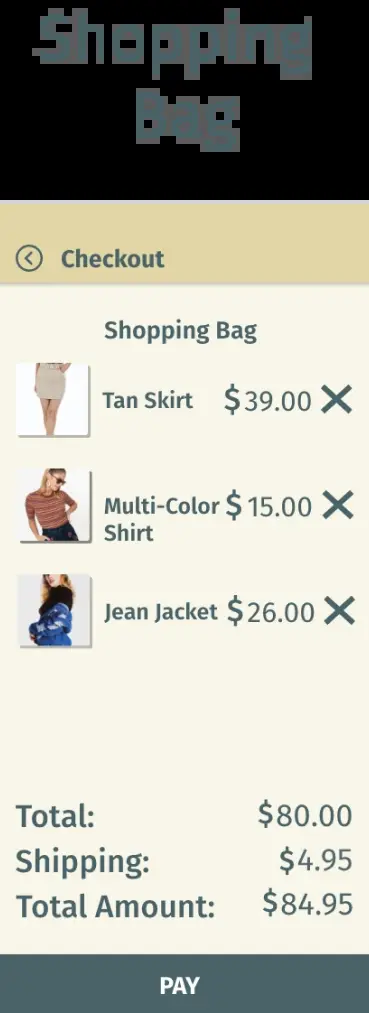 Shopping
Bag
Checkout
Shopping Bag
Tan Skirt $39.00
Multi-Color $15.00
Shirt
Jean Jacket $26.00
Total: $80.00
Shipping: $4.95
Total Amount: $84.95
PAY